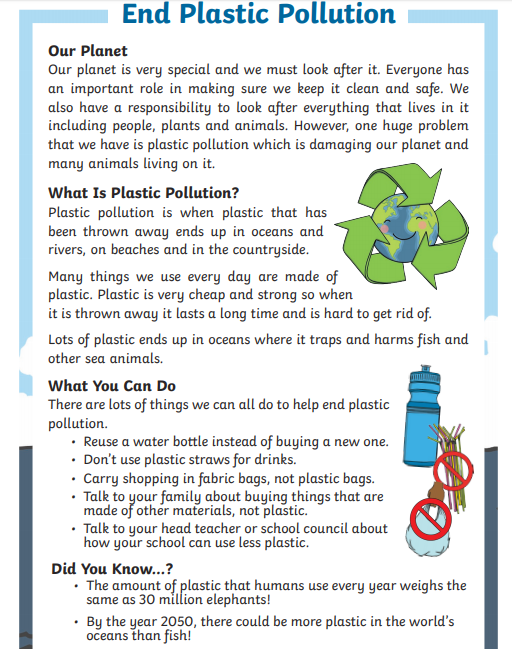 End Plastic Pollution
Our Planet
Our planet is very special and we must look after it. Everyone has
an important role in making sure we keep it clean and safe. We
also have a responsibility to look after everything that lives in it
including people, plants and animals. However, one huge problem
that we have is plastic pollution which is damaging our planet and
many animals living on it.
What Is Plastic Pollution?
Plastic pollution is when plastic that has
been thrown away ends up in oceans and
rivers, on beaches and in the countryside.
Many things we use every day are made of
plastic. Plastic is very cheap and strong so when
it is thrown away it lasts a long time and is hard to get rid of.
Lots of plastic ends up in oceans where it traps and harms fish and
other sea animals.
What You Can Do
There are lots of things we can all do to help end plastic
pollution.
• Reuse a water bottle instead of buying a new one.
• Don't use plastic straws for drinks.
• Carry shopping in fabric bags, not plastic bags.
• Talk to your family about buying things that are
made of other materials, not plastic.
• Talk to your head teacher or school council about
how your school can use less plastic.
Did You Know...?
• The amount of plastic that humans use every year weighs the
same as 30 million elephants!
• By the year 2050, there could be more plastic in the world's
oceans than fish!